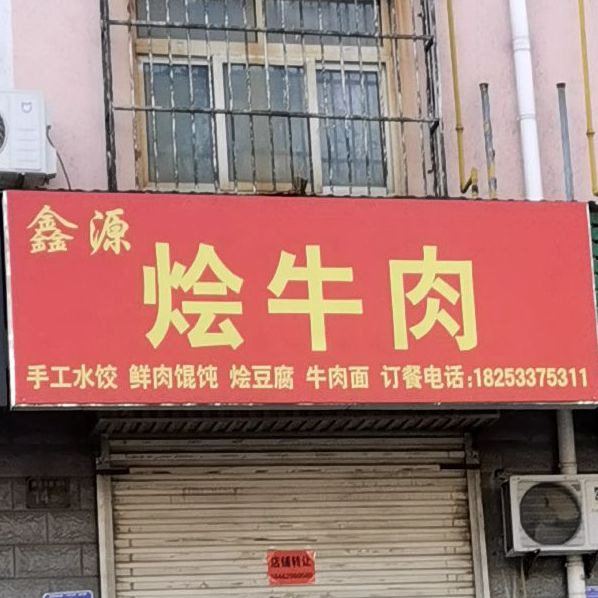 鑫源
烩牛肉
手工水饺 鲜肉馄饨 烩豆腐 牛肉面 订餐电话:18253375311
店铺转让